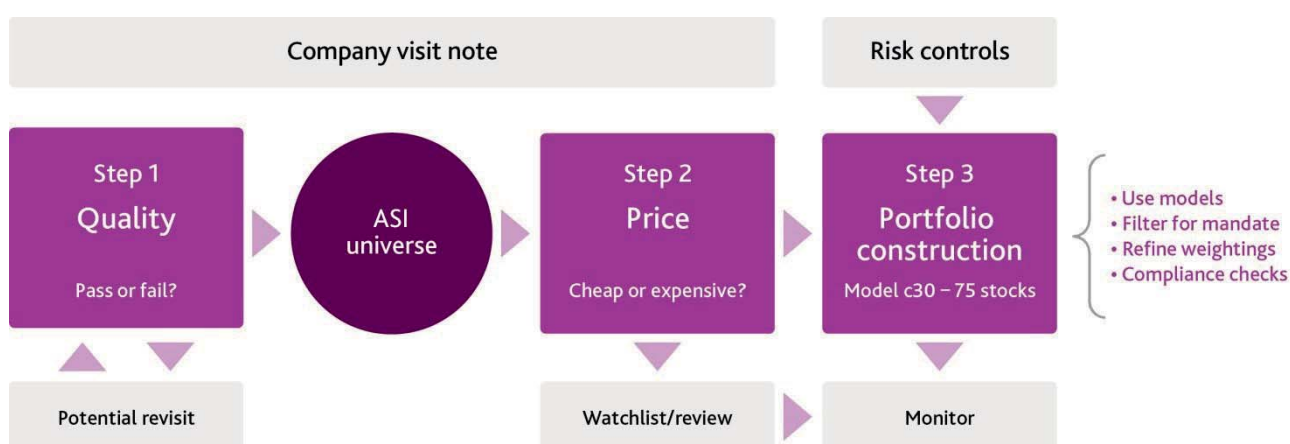 Company visit note
Risk controls
Step 1
Quality
Pass or fail?
ASI
universe
Step 2
Price
Cheap or expensive?
Step 3
Portfolio
construction
Model c30 – 75 stocks
• Use models
• Filter for mandate
• Refine weightings
• Compliance checks
Potential revisit
Watchlist/review
Monitor